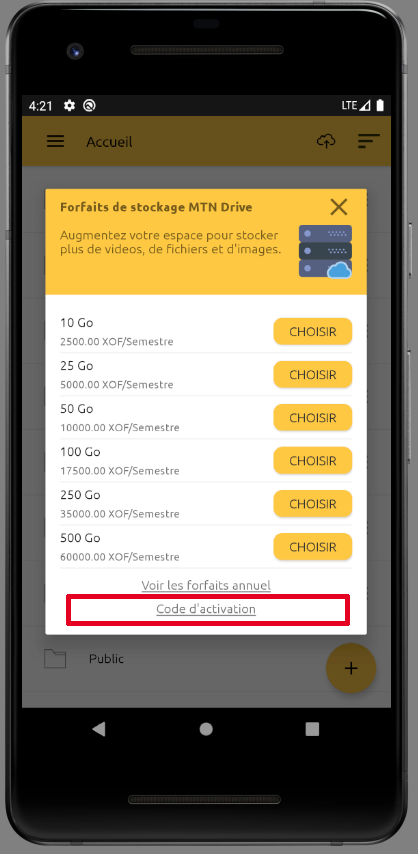 4:21
LTE
Accueil
Forfaits de stockage MTN Drive
Augmentez votre espace pour stocker
plus de videos, de fichiers et d'images.
10 Go
2500.00 XOF/Semestre
CHOISIR
25 Go
5000.00 XOF/Semestre
CHOISIR
50 Go
10000.00 XOF/Semestre
CHOISIR
100 Go
17500.00 XOF/Semestre
CHOISIR
250 Go
35000.00 XOF/Semestre
CHOISIR
500 Go
60000.00 XOF/Semestre
CHOISIR
Voir les forfaits annuel
Code d'activation
Public